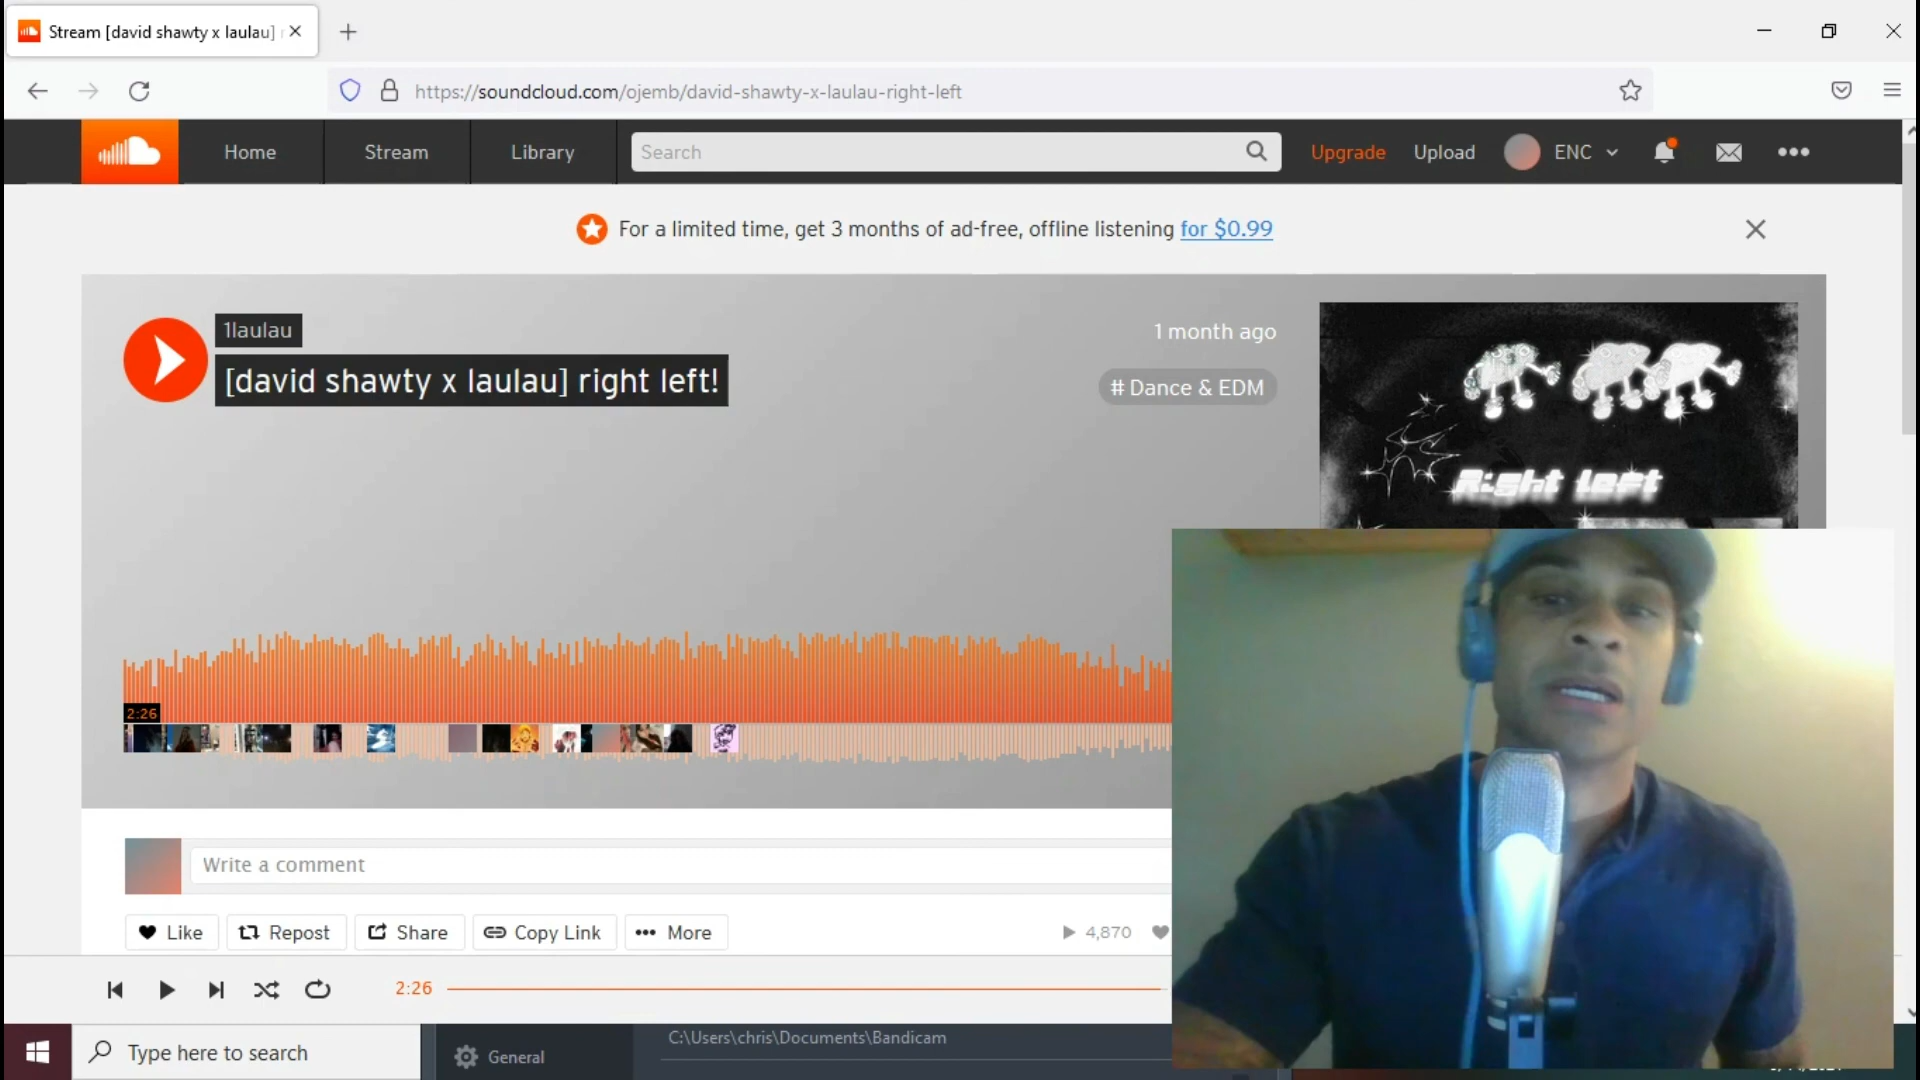 Stream [david shawty x laulau]
https://soundcloud.com/ojemb/david-shawty-x-laulau-right-left
Home
Stream
Library
Search
Upgrade
Upload
ENC
For a limited time, get 3 months of ad-free, offline listening for $0.99
1laulau
1 month ago
[david shawty x laulau] right left!
# Dance & EDM
Right Left
2:26
Write a comment
Like
Repost
Share
Copy Link
More
4,870
2:26
C:\Users\chris\Documents\Bandicam
Type here to search
General